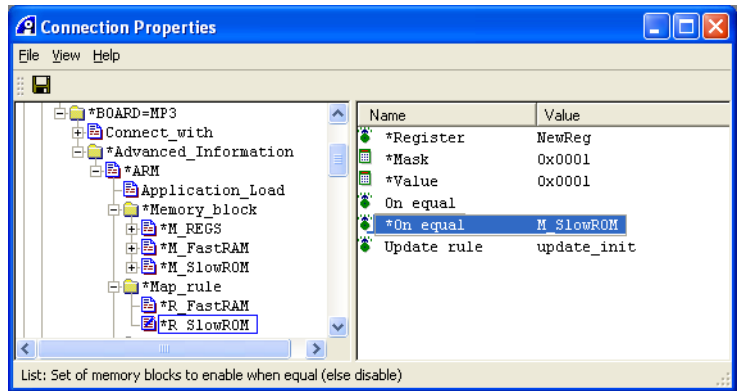 Connection Properties
File View Help
*BOARD=MP3
Connect_with
*Advanced_Information
*ARM
Application_Load
*Memory_block
*M_REGS
*M_FastRAM
*M_SlowROM
*Map_rule
*R_FastRAM
*R_SlowROM
Name Value
*Register NewReg
*Mask 0x0001
*Value 0x0001
On equal
*On equal M_SlowROM
Update rule update_init
List: Set of memory blocks to enable when equal (else disable)